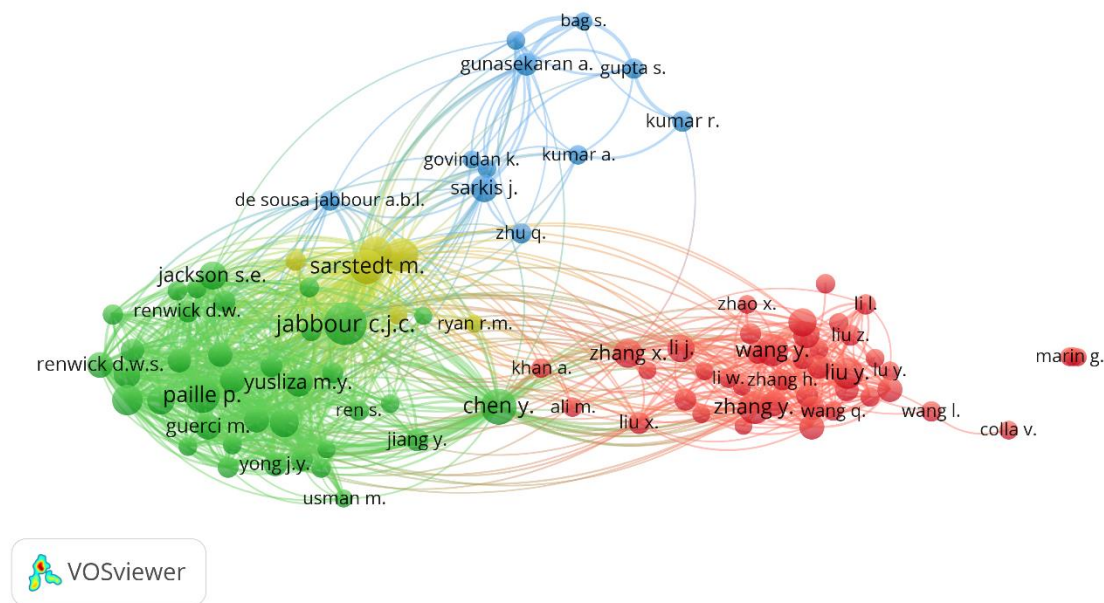 bag s.
gunasekaran a.
gupta s.
kumar r.
govindan k.
kumar a.
sarkis j.
de sousa jabbour a.b.l.
zhu q.
sarstedt m.
jackson s.e.
renwick d.w.
jabbour c.j.c.
ryan r.m.
zhao x.
li l.
liu z.
zhang x.
li j.
wang y.
marin g.
renwick d.w.s.
khan a.
liu y.
lu y.
li w.
zhang h.
paille p.
yusliza m.y.
ren s.
chen y.
ali m.
zhang y.
wang q.
wang l.
guerci m.
liu x.
colla v.
jiang y.
yong j.y.
usman m.
VOSviewer